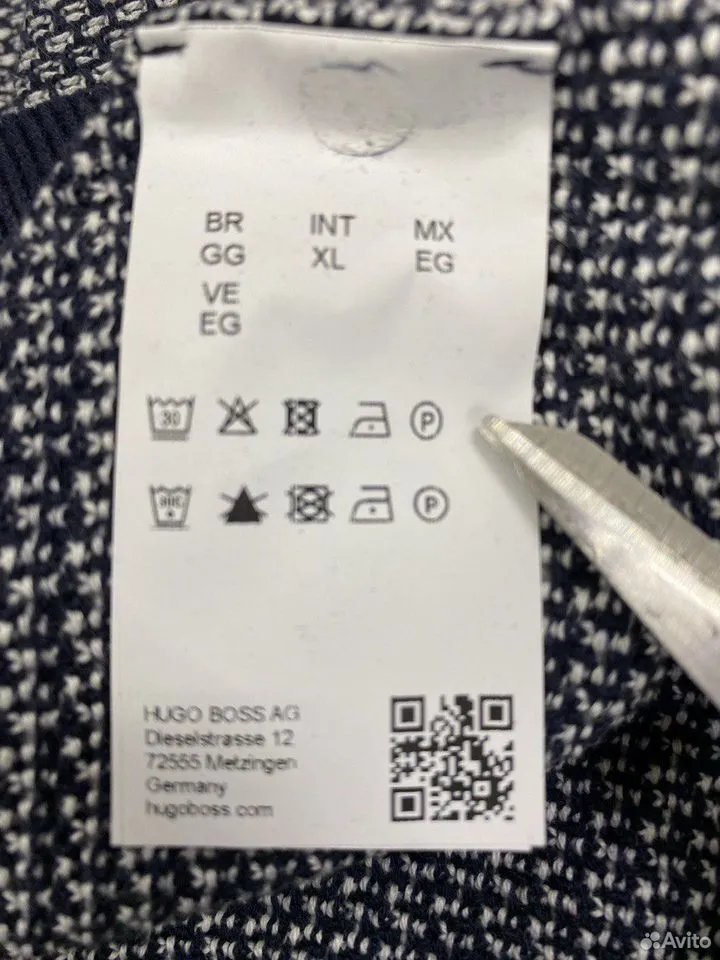 BR INT MX
GG XL EG
VE
EG
30 P
30C P
HUGO BOSS AG
Dieselstrasse 12
72555 Metzingen
Germany
hugoboss.com
Avito